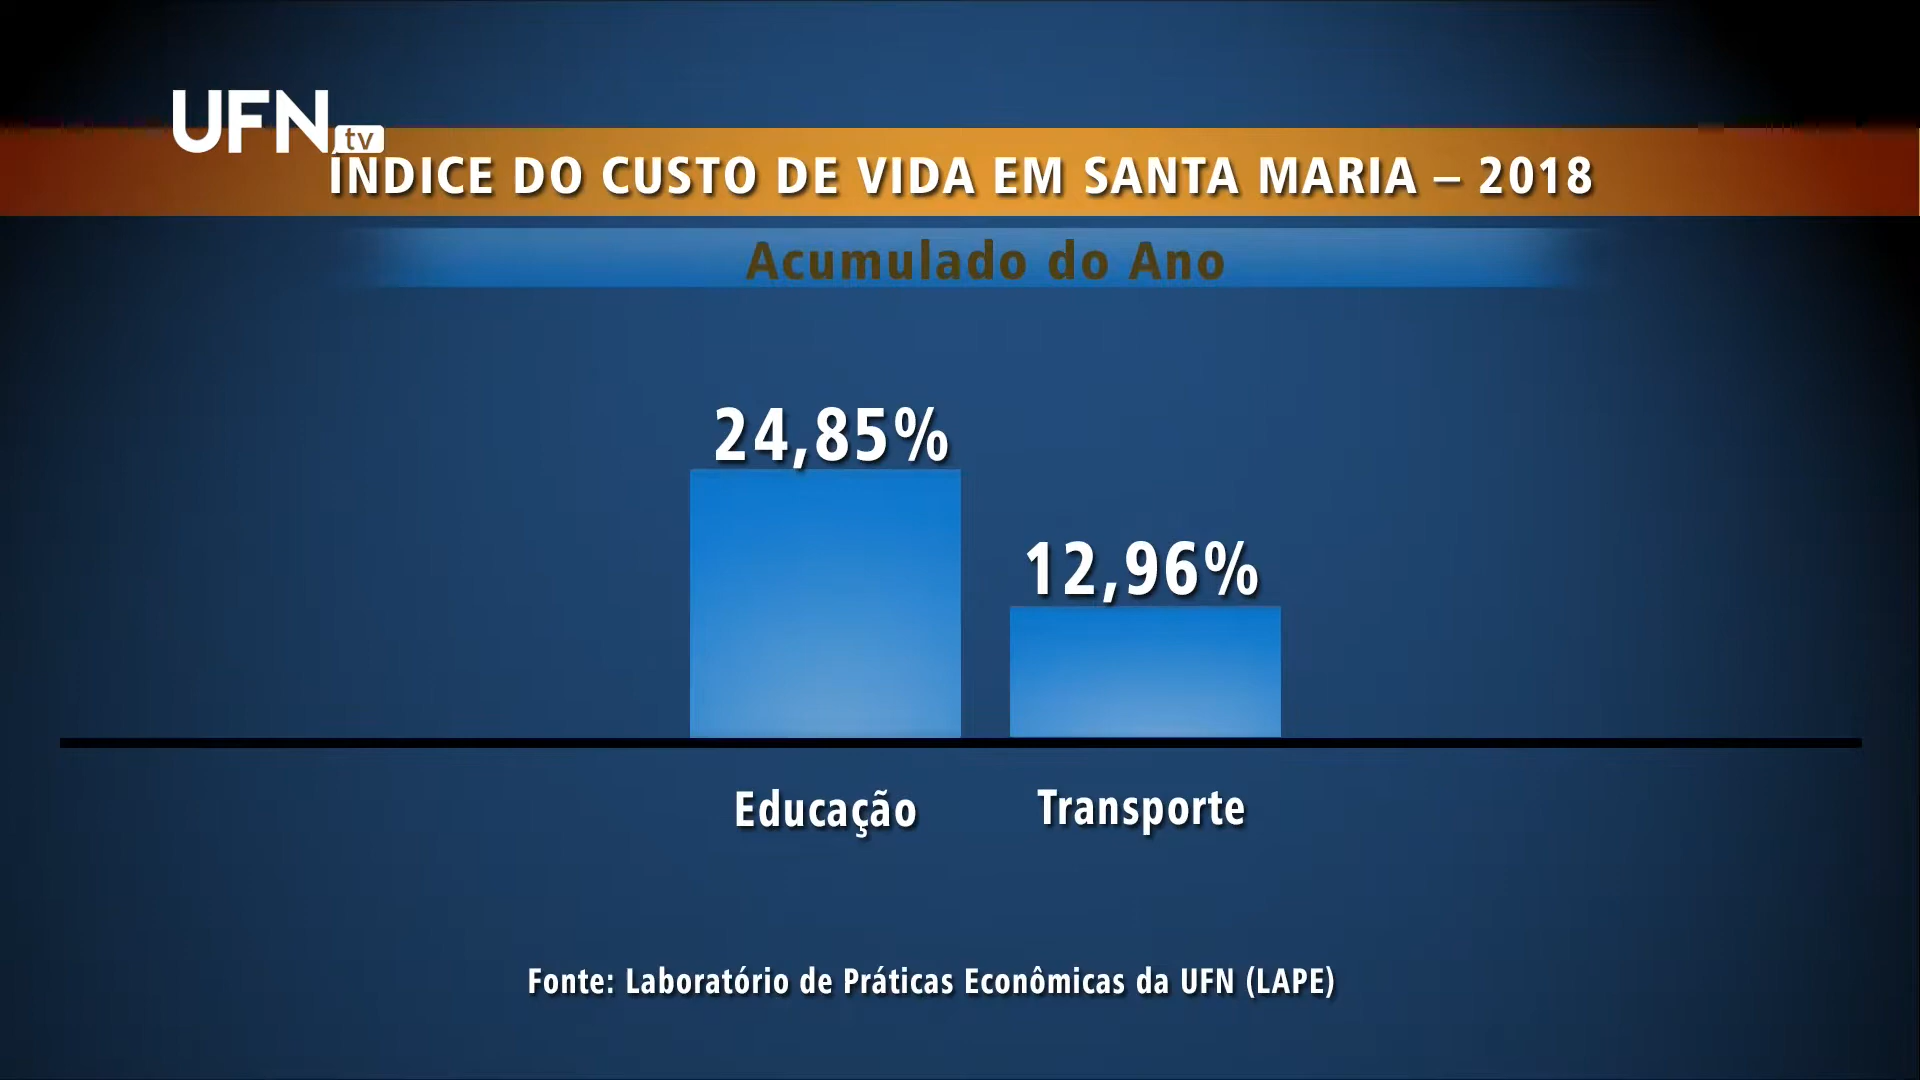 UFN tv
ÍNDICE DO CUSTO DE VIDA EM SANTA MARIA – 2018
Acumulado do Ano
24,85%
12,96%
Educação
Transporte
Fonte: Laboratório de Práticas Econômicas da UFN (LAPE)